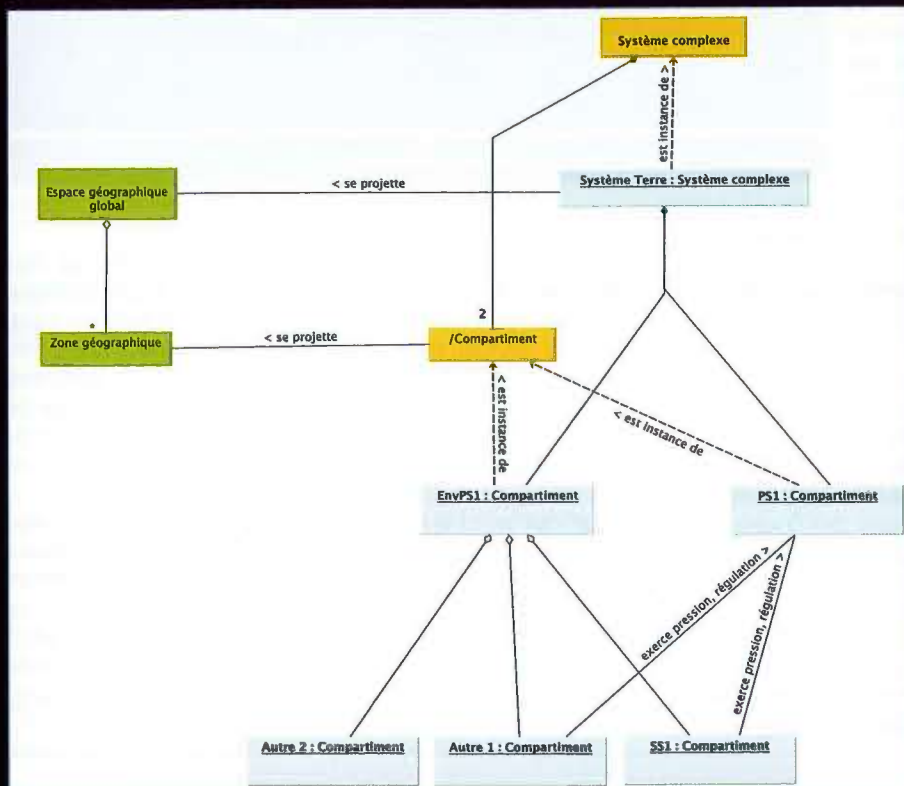 Système complexe
est instance de >
Espace géographique
global
< se projette
Système Terre : Système complexe
2
*
Zone géographique
< se projette
/Compartiment
< est instance de
< est instance de
EnvPS1 : Compartiment
PS1 : Compartiment
exerce pression, régulation >
exerce pression, régulation >
Autre 2 : Compartiment
Autre 1 : Compartiment
SS1 : Compartiment